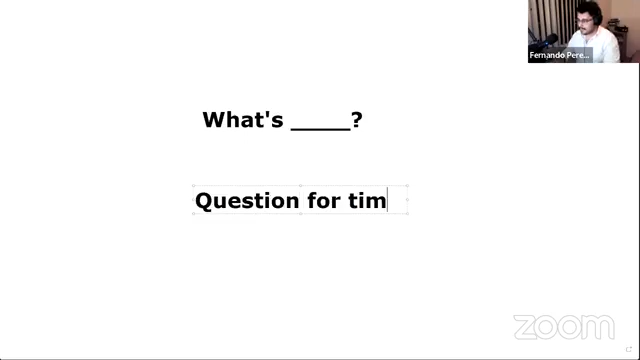 Fernando Pere...
What's _____?
Question for tim
zoom